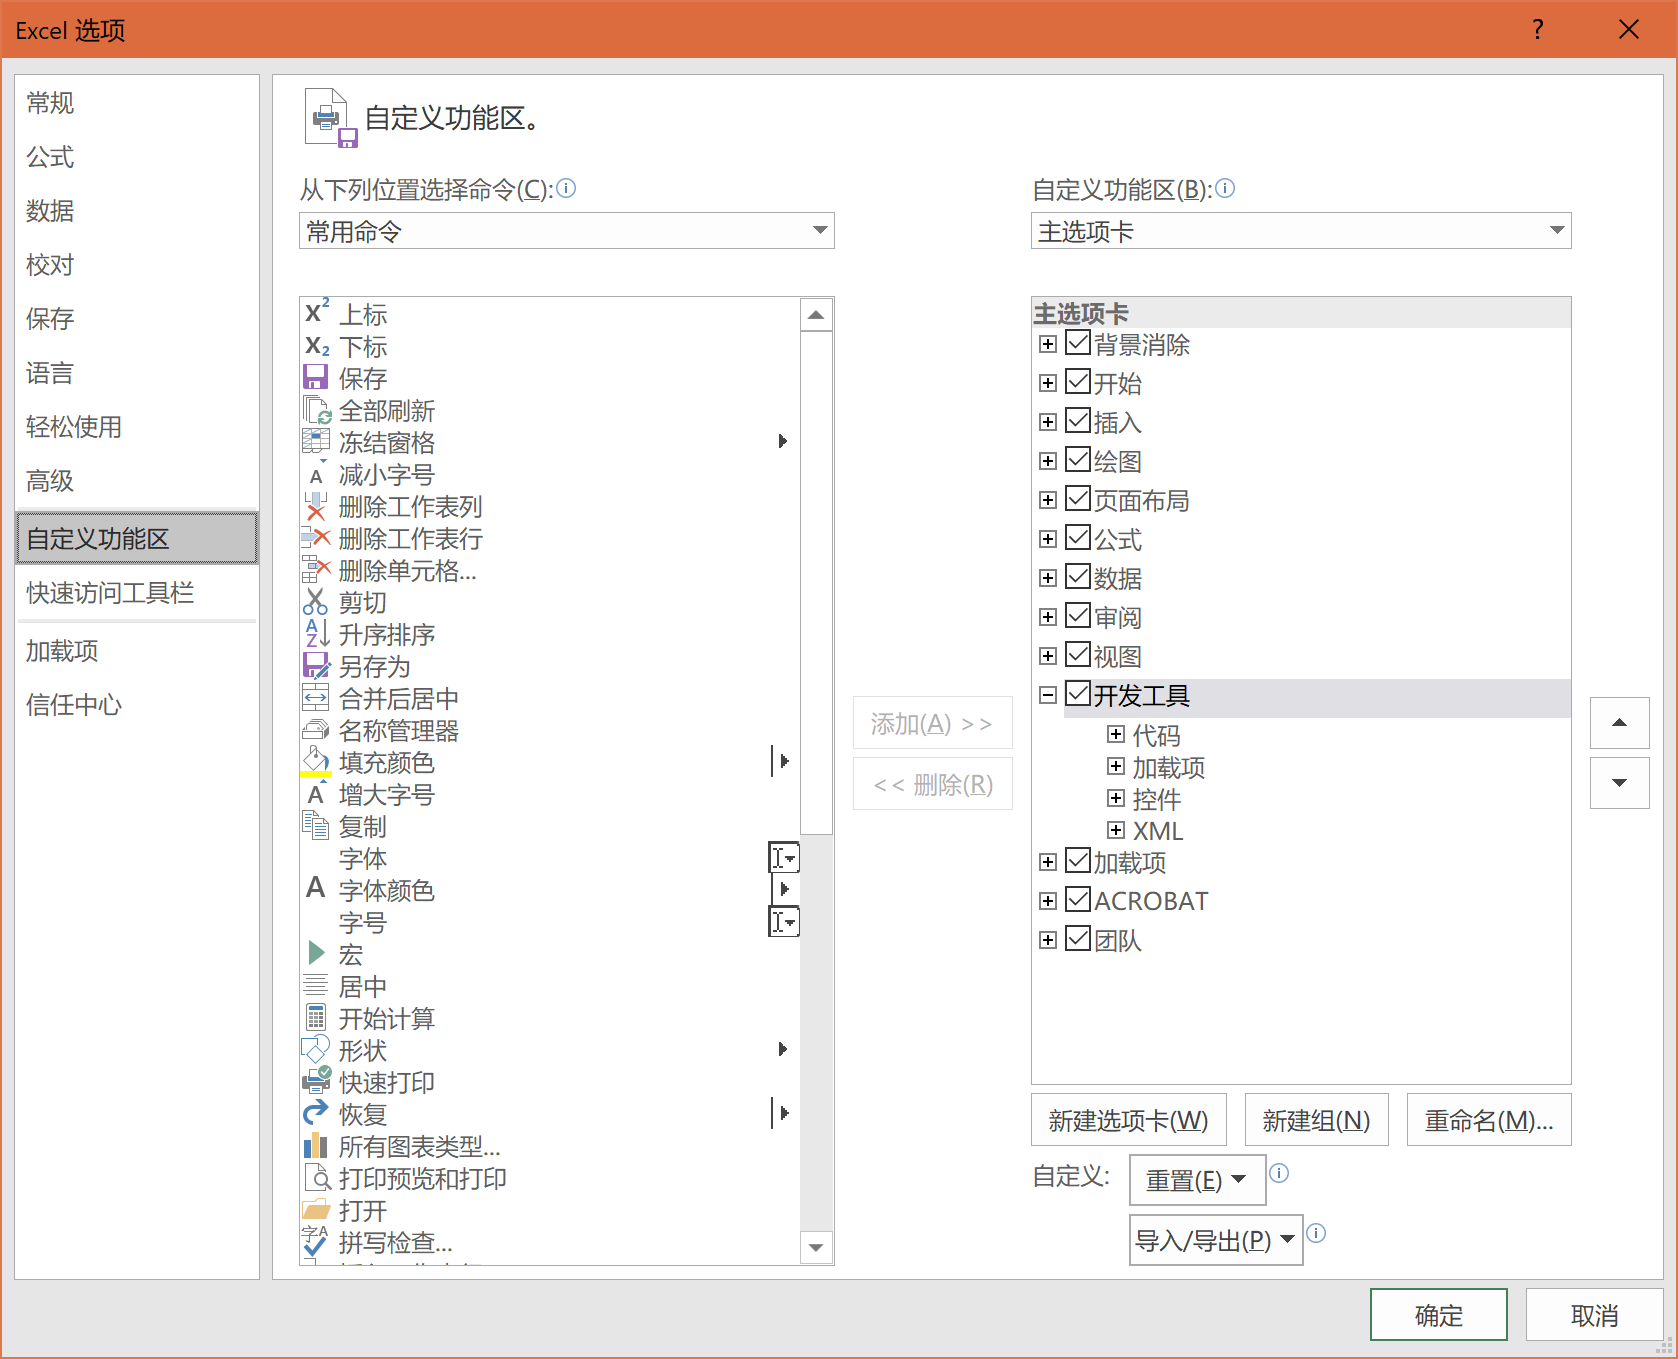 Excel 选项
常规
公式
数据
校对
保存
语言
轻松使用
高级
自定义功能区
快速访问工具栏
加载项
信任中心
自定义功能区。
从下列位置选择命令(C):
常用命令
上标
下标
保存
全部刷新
冻结窗格
减小字号
删除工作表列
删除工作表行
删除单元格...
剪切
升序排序
另存为
合并后居中
名称管理器
填充颜色
增大字号
复制
字体
字体颜色
字号
宏
居中
开始计算
形状
快速打印
恢复
所有图表类型...
打印预览和打印
打开
拼写检查...
添加(A) >>
<< 删除(R)
自定义功能区(B):
主选项卡
主选项卡
背景消除
开始
插入
绘图
页面布局
公式
数据
审阅
视图
开发工具
代码
加载项
控件
XML
加载项
ACROBAT
团队
新建选项卡(W)
新建组(N)
重命名(M)...
自定义:
重置(E)
导入/导出(P)
确定
取消